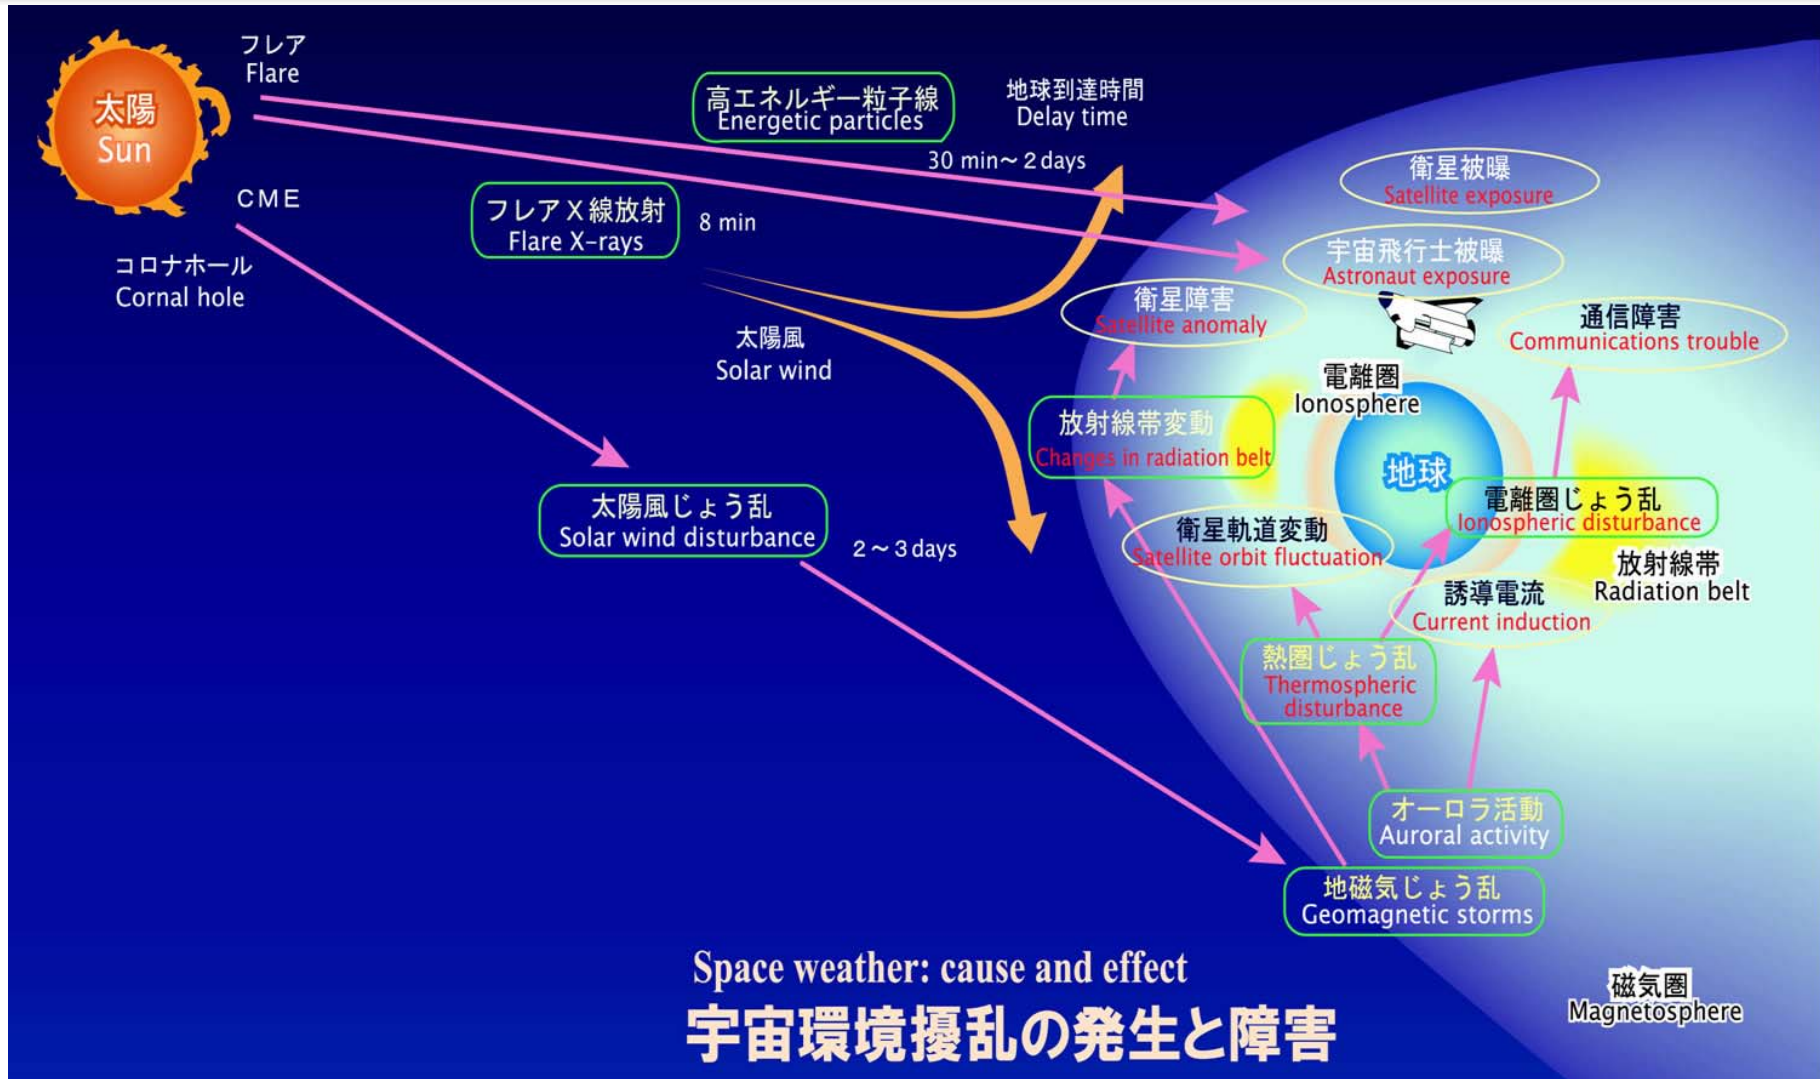 太陽
Sun
フレア
Flare
CME
コロナホール
Cornal hole
高エネルギー粒子線
Energetic particles
地球到達時間
Delay time
30 min～2 days
フレアX線放射
Flare X-rays
8 min
太陽風
Solar wind
太陽風じょう乱
Solar wind disturbance
2～3 days
衛星被曝
Satellite exposure
宇宙飛行士被曝
Astronaut exposure
衛星障害
Satellite anomaly
通信障害
Communications trouble
電離圏
Ionosphere
放射線帯変動
Changes in radiation belt
地球
電離圏じょう乱
Ionospheric disturbance
衛星軌道変動
Satellite orbit fluctuation
放射線帯
Radiation belt
誘導電流
Current induction
熱圏じょう乱
Thermospheric
disturbance
オーロラ活動
Auroral activity
地磁気じょう乱
Geomagnetic storms
磁気圏
Magnetosphere
Space weather: cause and effect
宇宙環境擾乱の発生と障害